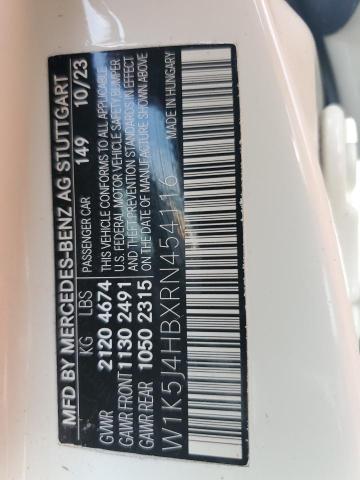 MFD BY MERCEDES-BENZ AG STUTTGART
KG LBS PASSENGER CAR 149 10/23
GVWR 2120 4674 THIS VEHICLE CONFORMS TO ALL APPLICABLE
GAWR FRONT 1130 2491 U.S. FEDERAL MOTOR VEHICLE SAFETY BUMPER
GAWR REAR 1050 2315 AND THEFT PREVENTION STANDARDS IN EFFECT
ON THE DATE OF MANUFACTURE SHOWN ABOVE
W1K5J4HBXRN454116 MADE IN HUNGARY